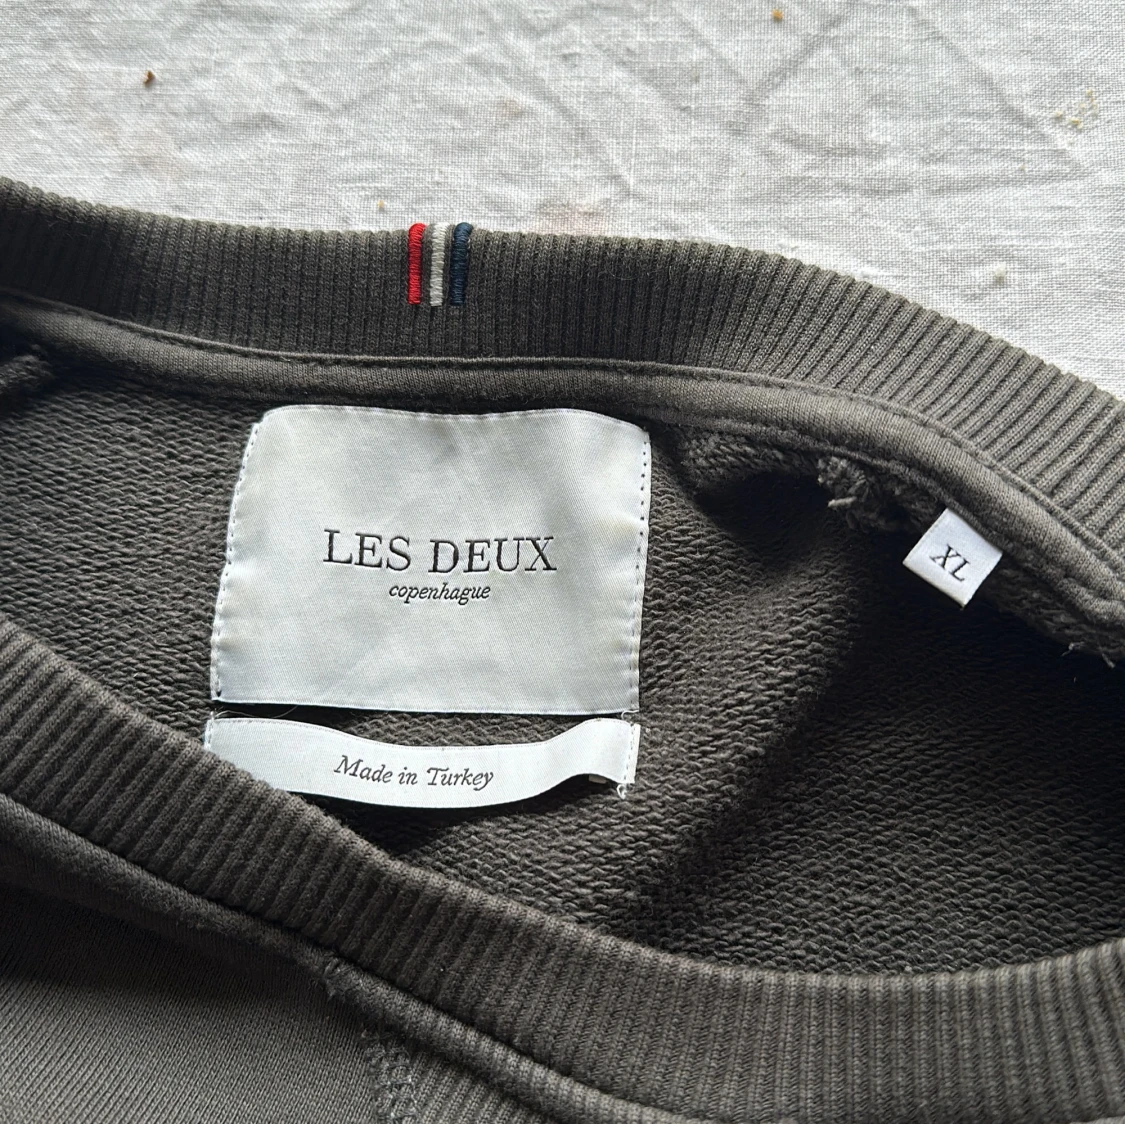 LES DEUX
copenhague
XL
Made in Turkey